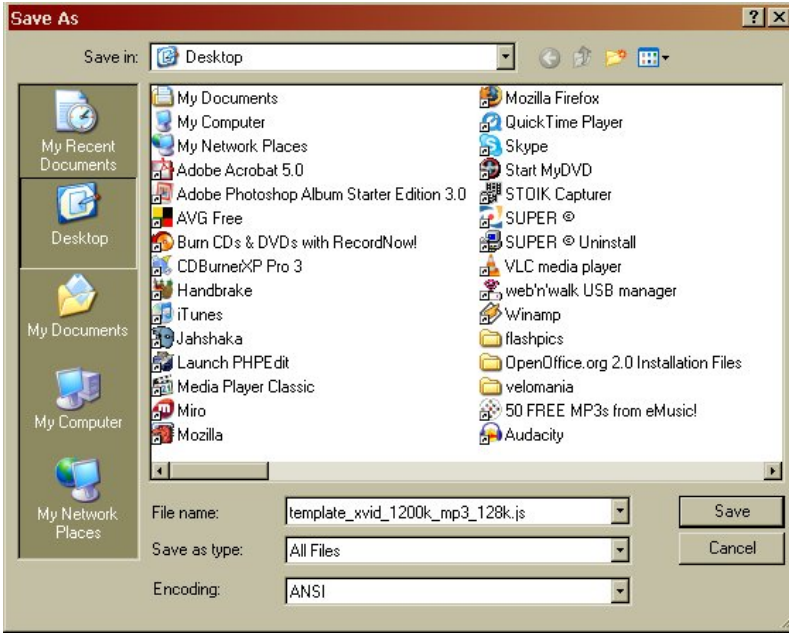 Save As
Save in:
Desktop
My Recent
Documents
Desktop
My Documents
My Computer
My Network
Places
My Documents
My Computer
My Network Places
Adobe Acrobat 5.0
Adobe Photoshop Album Starter Edition 3.0
AVG Free
Burn CDs & DVDs with RecordNow!
CDBurnerXP Pro 3
Handbrake
iTunes
Jahshaka
Launch PHPEdit
Media Player Classic
Miro
Mozilla
Mozilla Firefox
QuickTime Player
Skype
Start MyDVD
STOIK Capturer
SUPER ©
SUPER © Uninstall
VLC media player
web'n'walk USB manager
Winamp
flashpics
OpenOffice.org 2.0 Installation Files
velomania
50 FREE MP3s from eMusic!
Audacity
File name:
template_xvid_1200k_mp3_128k.js
Save
Save as type:
All Files
Cancel
Encoding:
ANSI